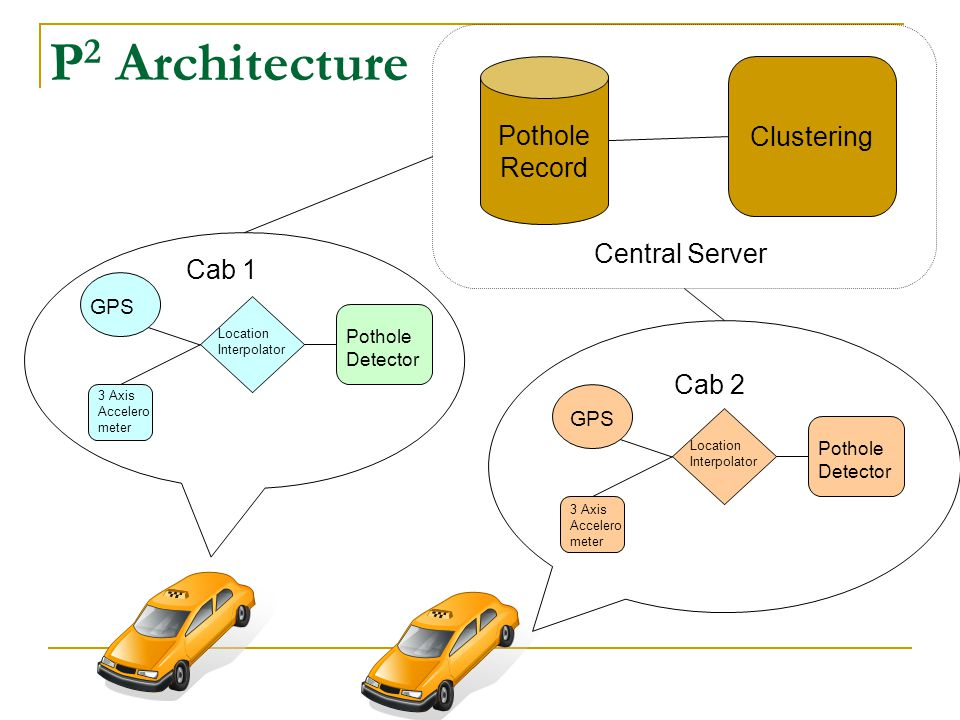 P2 Architecture
Pothole
Record
Clustering
Central Server
Cab 1
GPS
Location
Interpolator
Pothole
Detector
3 Axis
Accelero
meter
Cab 2
GPS
Location
Interpolator
Pothole
Detector
3 Axis
Accelero
meter